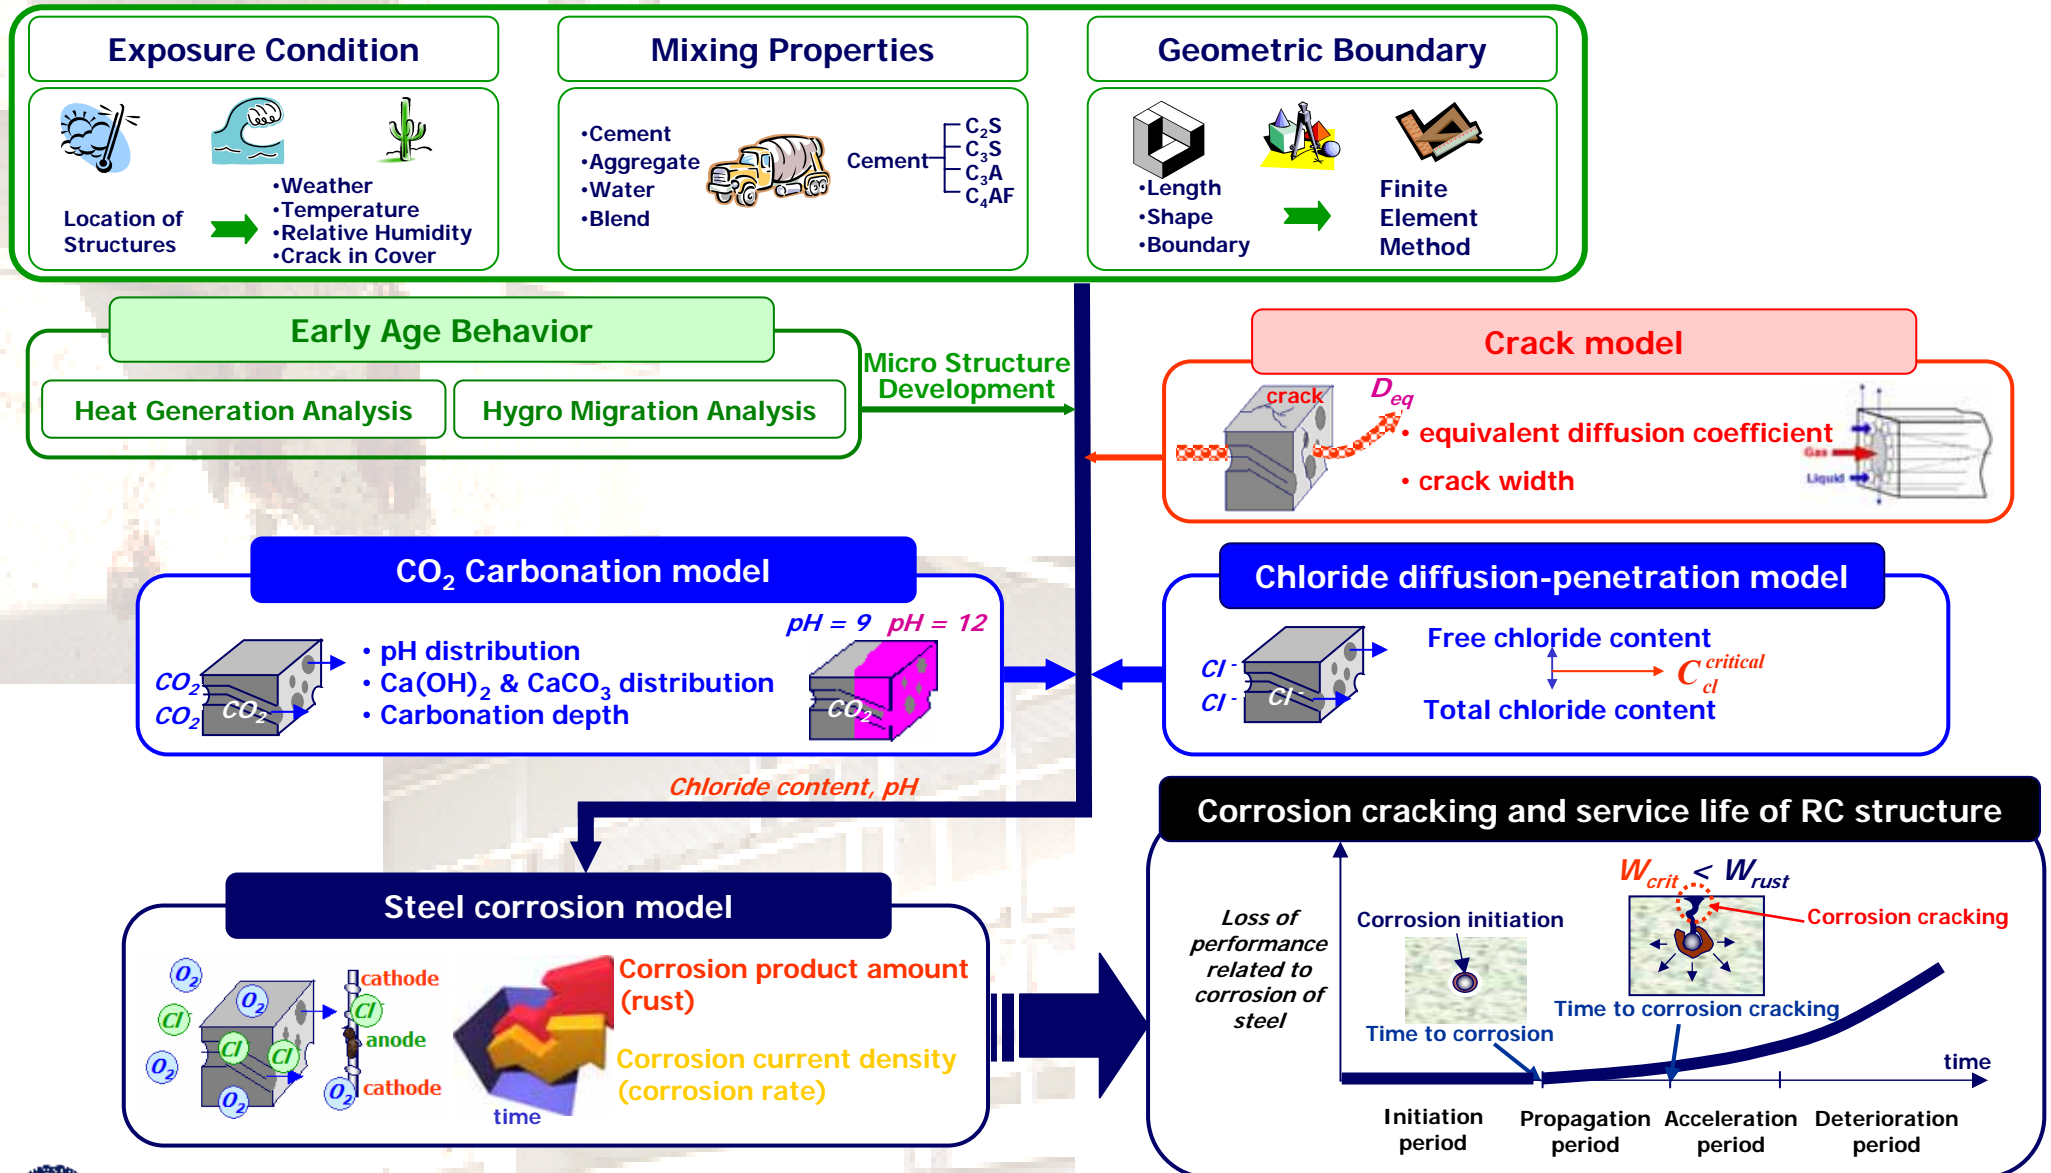 Exposure Condition
Location of
Structures
•Weather
•Temperature
•Relative Humidity
•Crack in Cover
Mixing Properties
•Cement
•Aggregate
•Water
•Blend
Cement
C₂S
C₃S
C₃A
C₄AF
Geometric Boundary
•Length
•Shape
•Boundary
Finite
Element
Method
Early Age Behavior
Heat Generation Analysis
Hygro Migration Analysis
Micro Structure
Development
Crack model
crack
D_eq
• equivalent diffusion coefficient
• crack width
Gas
Liquid
CO₂ Carbonation model
CO₂
CO₂
CO₂
• pH distribution
• Ca(OH)₂ & CaCO₃ distribution
• Carbonation depth
pH = 9 pH = 12
CO₂
Chloride diffusion-penetration model
Cl⁻
Cl⁻
Cl⁻
Free chloride content
C_cl^critical
Total chloride content
Chloride content, pH
Steel corrosion model
O₂
Cl⁻
O₂
O₂
Cl
Cl⁻
O₂
cathode
Cl⁻
anode
O₂
cathode
time
Corrosion product amount
(rust)
Corrosion current density
(corrosion rate)
Corrosion cracking and service life of RC structure
Loss of
performance
related to
corrosion of
steel
Corrosion initiation
W_crit < W_rust
Corrosion cracking
Time to corrosion
Time to corrosion cracking
time
Initiation
period
Propagation
period
Acceleration
period
Deterioration
period